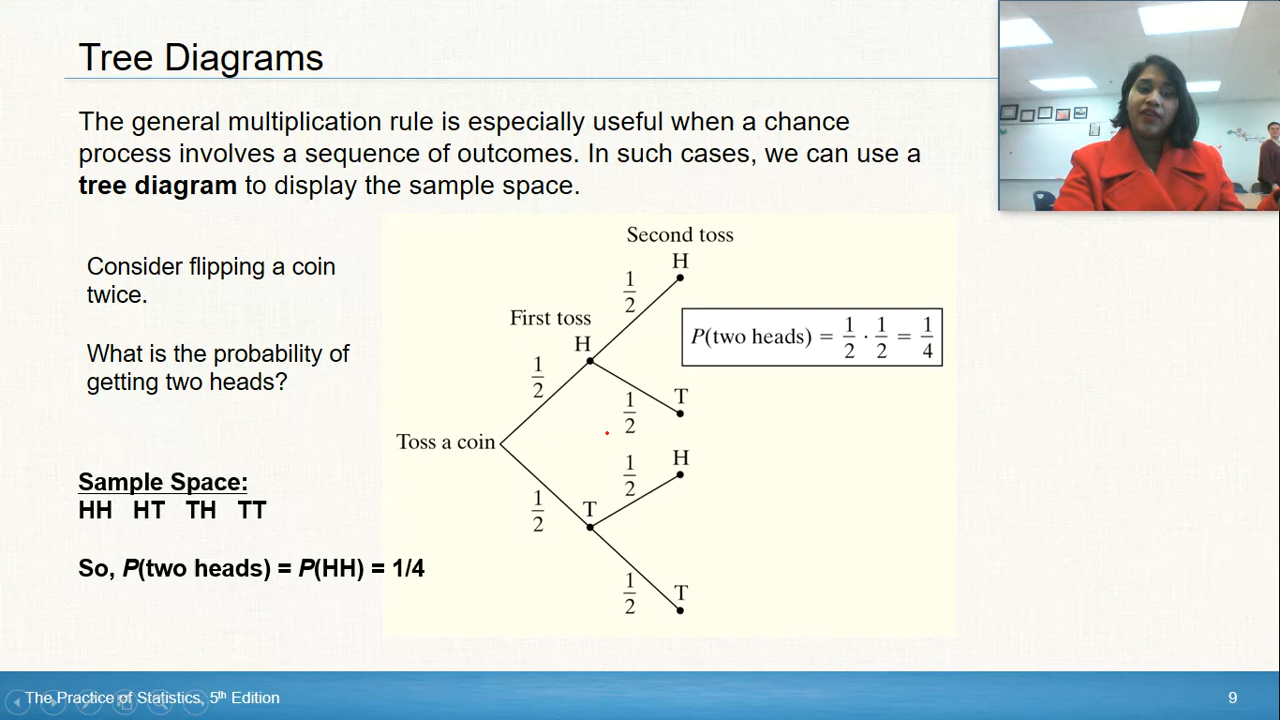 Tree Diagrams
The general multiplication rule is especially useful when a chance
process involves a sequence of outcomes. In such cases, we can use a
tree diagram to display the sample space.
Consider flipping a coin
twice.
What is the probability of
getting two heads?
Sample Space:
HH HT TH TT
So, P(two heads) = P(HH) = 1/4
Second toss
H
1/2
First toss
H
P(two heads) = 1/2 · 1/2 = 1/4
1/2
T
1/2
Toss a coin
H
1/2
1/2
T
1/2
T
The Practice of Statistics, 5th Edition
9